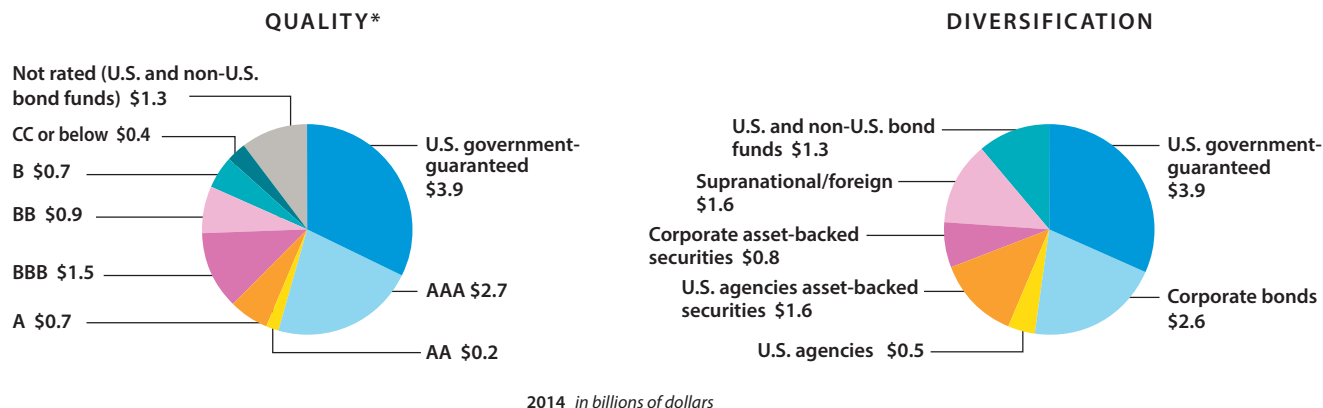 QUALITY*
Not rated (U.S. and non-U.S.
bond funds) $1.3
CC or below $0.4
B $0.7
BB $0.9
BBB $1.5
A $0.7
U.S. government-
guaranteed
$3.9
AAA $2.7
AA $0.2
DIVERSIFICATION
U.S. and non-U.S. bond
funds $1.3
Supranational/foreign
$1.6
Corporate asset-backed
securities $0.8
U.S. agencies asset-backed
securities $1.6
U.S. agencies $0.5
U.S. government-
guaranteed
$3.9
Corporate bonds
$2.6
2014 in billions of dollars